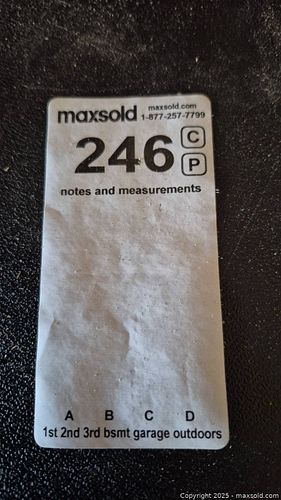 maxsold maxsold.com
1-877-257-7799
246 C
P
notes and measurements
A B C D
1st 2nd 3rd bsmt garage outdoors
Copyright © 2025 - maxsold.com